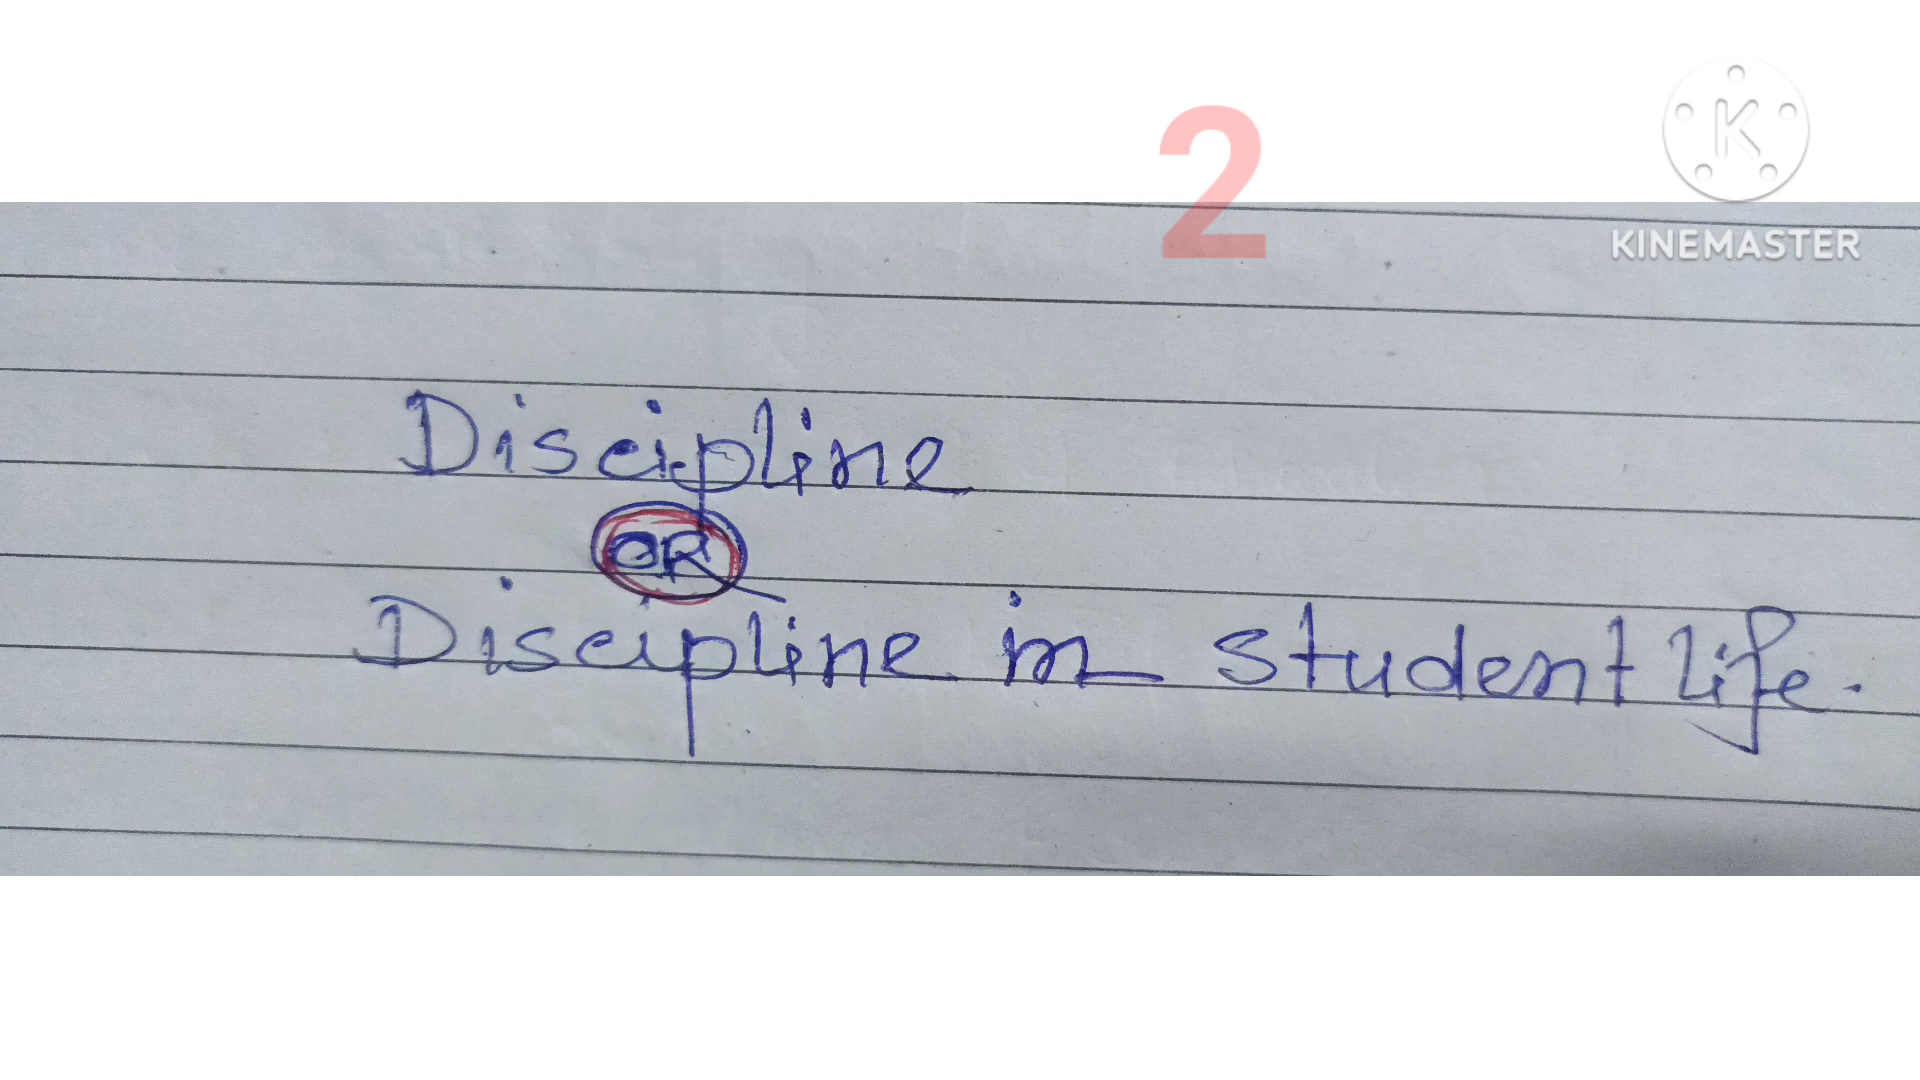 2
KINEMASTER
Discipline
OR
Discipline in student life.